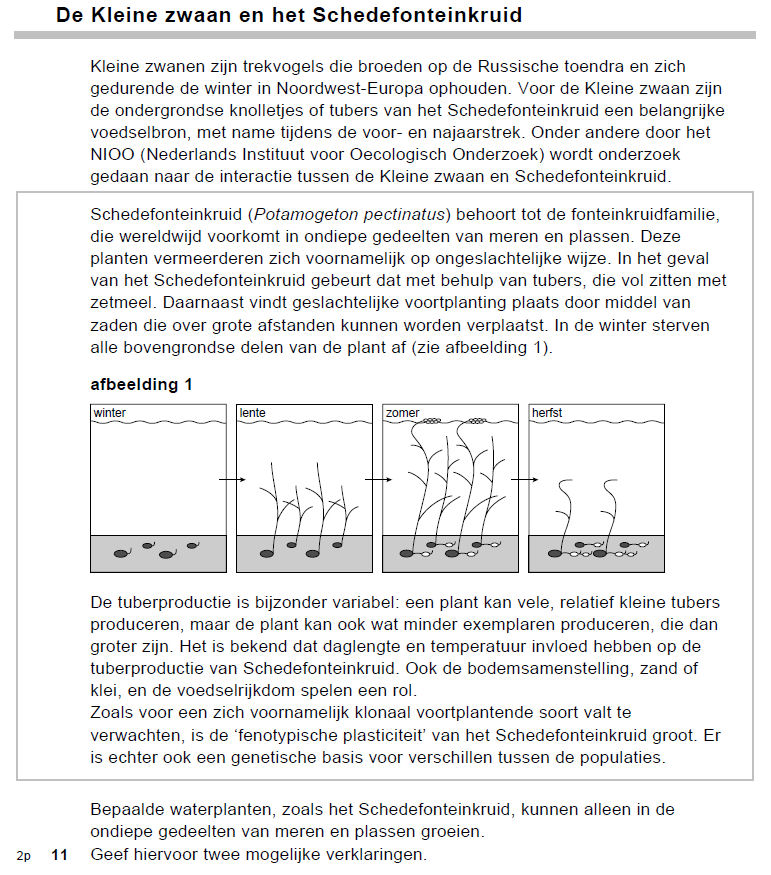 De Kleine zwaan en het Schedefonteinkruid
Kleine zwanen zijn trekvogels die broeden op de Russische toendra en zich
gedurende de winter in Noordwest-Europa ophouden. Voor de Kleine zwaan zijn
de ondergrondse knolletjes of tubers van het Schedefonteinkruid een belangrijke
voedselbron, met name tijdens de voor- en najaarstrek. Onder andere door het
NIOO (Nederlands Instituut voor Oecologisch Onderzoek) wordt onderzoek
gedaan naar de interactie tussen de Kleine zwaan en Schedefonteinkruid.
Schedefonteinkruid (Potamogeton pectinatus) behoort tot de fonteinkruidfamilie,
die wereldwijd voorkomt in ondiepe gedeelten van meren en plassen. Deze
planten vermeerderen zich voornamelijk op ongeslachtelijke wijze. In het geval
van het Schedefonteinkruid gebeurt dat met behulp van tubers, die vol zitten met
zetmeel. Daarnaast vindt geslachtelijke voortplanting plaats door middel van
zaden die over grote afstanden kunnen worden verplaatst. In de winter sterven
alle bovengrondse delen van de plant af (zie afbeelding 1).
afbeelding 1
winter lente zomer herfst
De tuberproductie is bijzonder variabel: een plant kan vele, relatief kleine tubers
produceren, maar de plant kan ook wat minder exemplaren produceren, die dan
groter zijn. Het is bekend dat daglengte en temperatuur invloed hebben op de
tuberproductie van Schedefonteinkruid. Ook de bodemsamenstelling, zand of
klei, en de voedselrijkdom spelen een rol.
Zoals voor een zich voornamelijk klonaal voortplantende soort valt te
verwachten, is de ‘fenotypische plasticiteit’ van het Schedefonteinkruid groot. Er
is echter ook een genetische basis voor verschillen tussen de populaties.
Bepaalde waterplanten, zoals het Schedefonteinkruid, kunnen alleen in de
ondiepe gedeelten van meren en plassen groeien.
2p 11 Geef hiervoor twee mogelijke verklaringen.